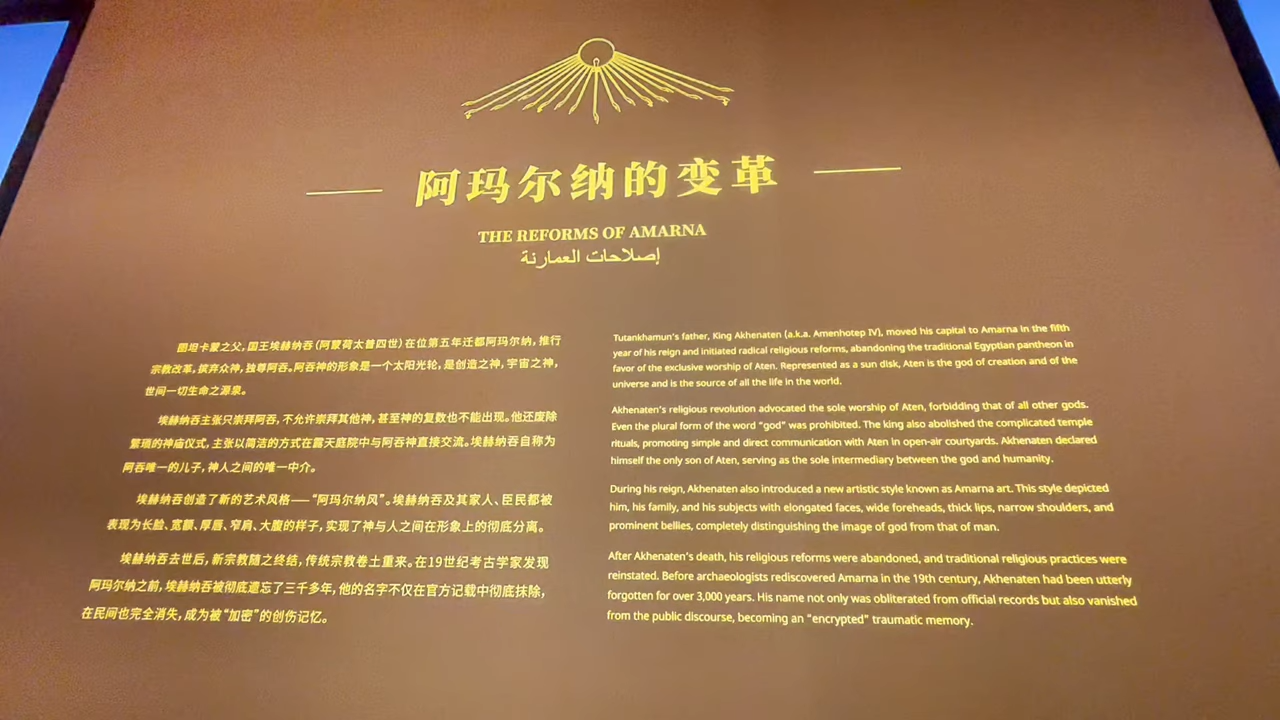 阿玛尔纳的变革
THE REFORMS OF AMARNA
إصلاحات العمارنة
图坦卡蒙之父，国王埃赫纳吞（阿蒙荷太普四世）在位第五年迁都阿玛尔纳，推行
宗教改革，摈弃众神，独尊阿吞。阿吞神的形象是一个太阳光轮，是创造之神，宇宙之神，
世间一切生命之源泉。
埃赫纳吞主张只崇拜阿吞，不允许崇拜其他神，甚至神的复数也不能出现。他还废除
繁琐的神庙仪式，主张以简洁的方式在露天庭院中与阿吞神直接交流。埃赫纳吞自称为
阿吞唯一的儿子，神人之间的唯一中介。
埃赫纳吞创造了新的艺术风格——“阿玛尔纳风”。埃赫纳吞及其家人、臣民都被
表现为长脸、宽额、厚唇、窄肩、大腹的样子，实现了神与人之间在形象上的彻底分离。
埃赫纳吞去世后，新宗教随之终结，传统宗教卷土重来。在19世纪考古学家发现
阿玛尔纳之前，埃赫纳吞被彻底遗忘了三千多年，他的名字不仅在官方记载中彻底抹除，
在民间也完全消失，成为被“加密”的创伤记忆。
Tutankhamun's father, King Akhenaten (a.k.a. Amenhotep IV), moved his capital to Amarna in the fifth
year of his reign and initiated radical religious reforms, abandoning the traditional Egyptian pantheon in
favor of the exclusive worship of Aten. Represented as a sun disk, Aten is the god of creation and of the
universe and is the source of all the life in the world.
Akhenaten's religious revolution advocated the sole worship of Aten, forbidding that of all other gods.
Even the plural form of the word "god" was prohibited. The king also abolished the complicated temple
rituals, promoting simple and direct communication with Aten in open-air courtyards. Akhenaten declared
himself the only son of Aten, serving as the sole intermediary between the god and humanity.
During his reign, Akhenaten also introduced a new artistic style known as Amarna art. This style depicted
him, his family, and his subjects with elongated faces, wide foreheads, thick lips, narrow shoulders, and
prominent bellies, completely distinguishing the image of god from that of man.
After Akhenaten's death, his religious reforms were abandoned, and traditional religious practices were
reinstated. Before archaeologists rediscovered Amarna in the 19th century, Akhenaten had been utterly
forgotten for over 3,000 years. His name not only was obliterated from official records but also vanished
from the public discourse, becoming an "encrypted" traumatic memory.